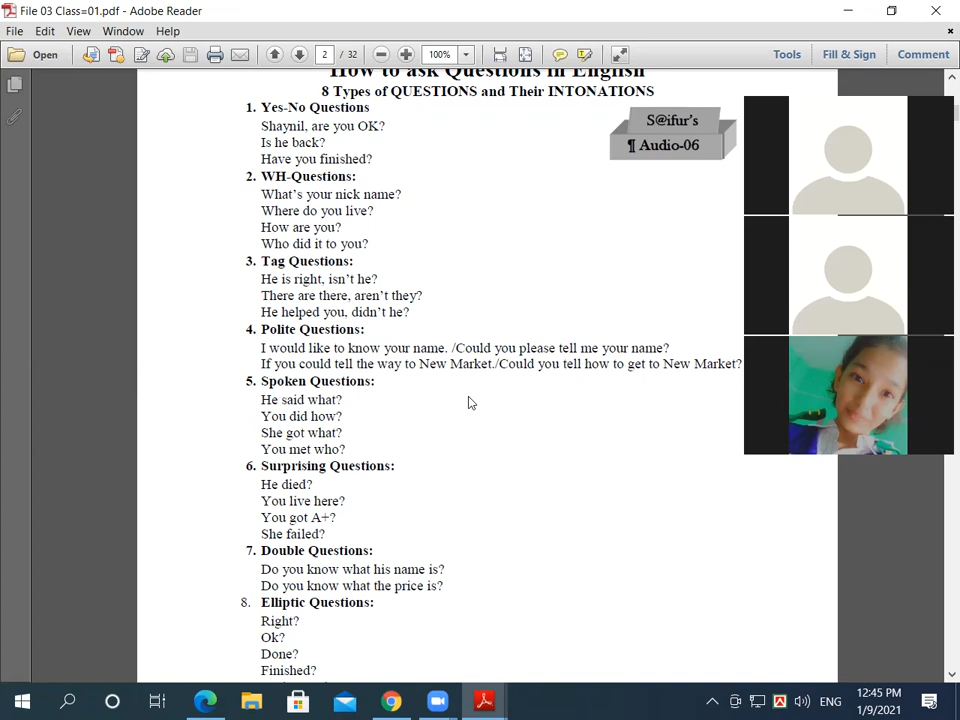 File 03 Class=01.pdf - Adobe Reader
File Edit View Window Help
Open 2 / 32 100% Tools Fill & Sign Comment
How to ask Questions in English
8 Types of QUESTIONS and Their INTONATIONS
S@ifur's
¶ Audio-06
1. Yes-No Questions
Shaynil, are you OK?
Is he back?
Have you finished?
2. WH-Questions:
What's your nick name?
Where do you live?
How are you?
Who did it to you?
3. Tag Questions:
He is right, isn't he?
There are there, aren't they?
He helped you, didn't he?
4. Polite Questions:
I would like to know your name. /Could you please tell me your name?
If you could tell the way to New Market./Could you tell how to get to New Market?
5. Spoken Questions:
He said what?
You did how?
She got what?
You met who?
6. Surprising Questions:
He died?
You live here?
You got A+?
She failed?
7. Double Questions:
Do you know what his name is?
Do you know what the price is?
8. Elliptic Questions:
Right?
Ok?
Done?
Finished?
ENG
12:45 PM
1/9/2021